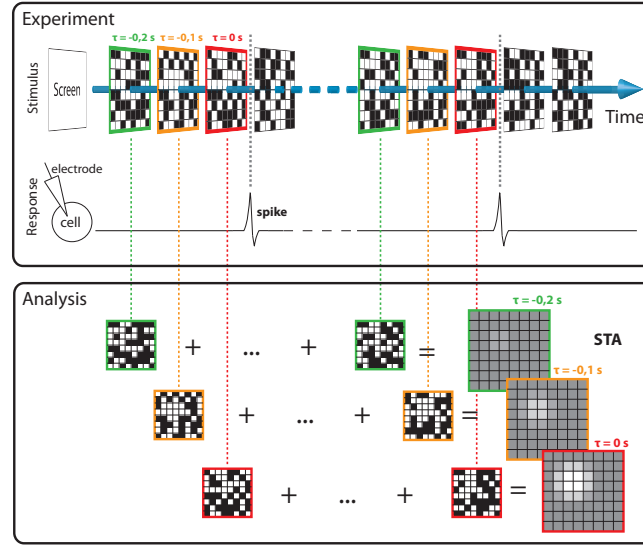 Experiment
τ = -0,2 s
τ = -0,1 s
τ = 0 s
Stimulus
Screen
Time
Response
electrode
cell
spike
Analysis
τ = -0,2 s
+ ... + =
STA
τ = -0,1 s
+ ... + =
τ = 0 s
+ ... + =